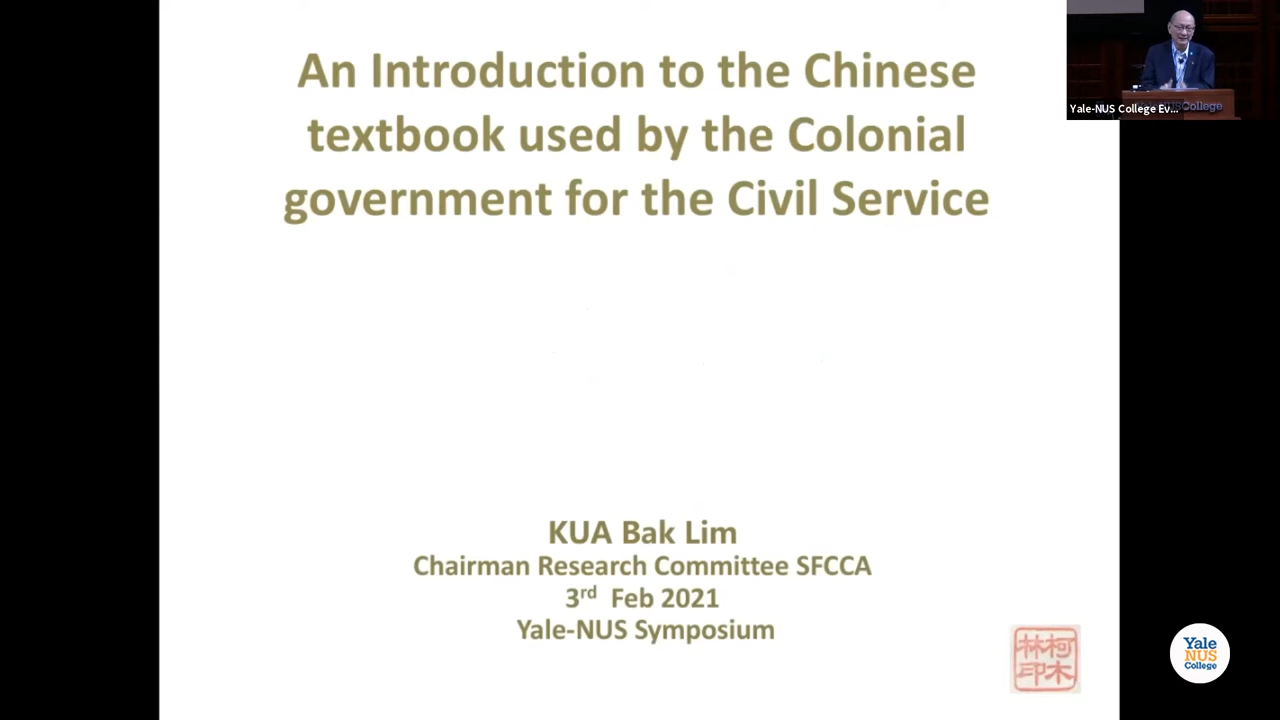 An Introduction to the Chinese
textbook used by the Colonial
government for the Civil Service
KUA Bak Lim
Chairman Research Committee SFCCA
3rd Feb 2021
Yale-NUS Symposium
柯木
林印
Yale-NUS College Ev...
College
Yale
NUS
College